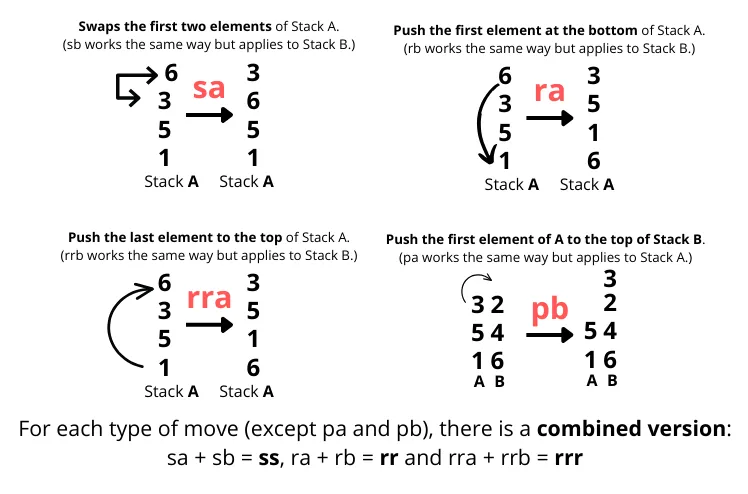 Swaps the first two elements of Stack A.
(sb works the same way but applies to Stack B.)
6 3
sa
3 6
5 5
1 1
Stack A Stack A
Push the first element at the bottom of Stack A.
(rb works the same way but applies to Stack B.)
6 3
ra
3 5
5 1
1 6
Stack A Stack A
Push the last element to the top of Stack A.
(rrb works the same way but applies to Stack B.)
6 3
rra
3 5
5 1
1 6
Stack A Stack A
Push the first element of A to the top of Stack B.
(pa works the same way but applies to Stack A.)
3
3 2 2
pb
5 4 5 4
1 6 1 6
A B A B
For each type of move (except pa and pb), there is a combined version:
sa + sb = ss, ra + rb = rr and rra + rrb = rrr